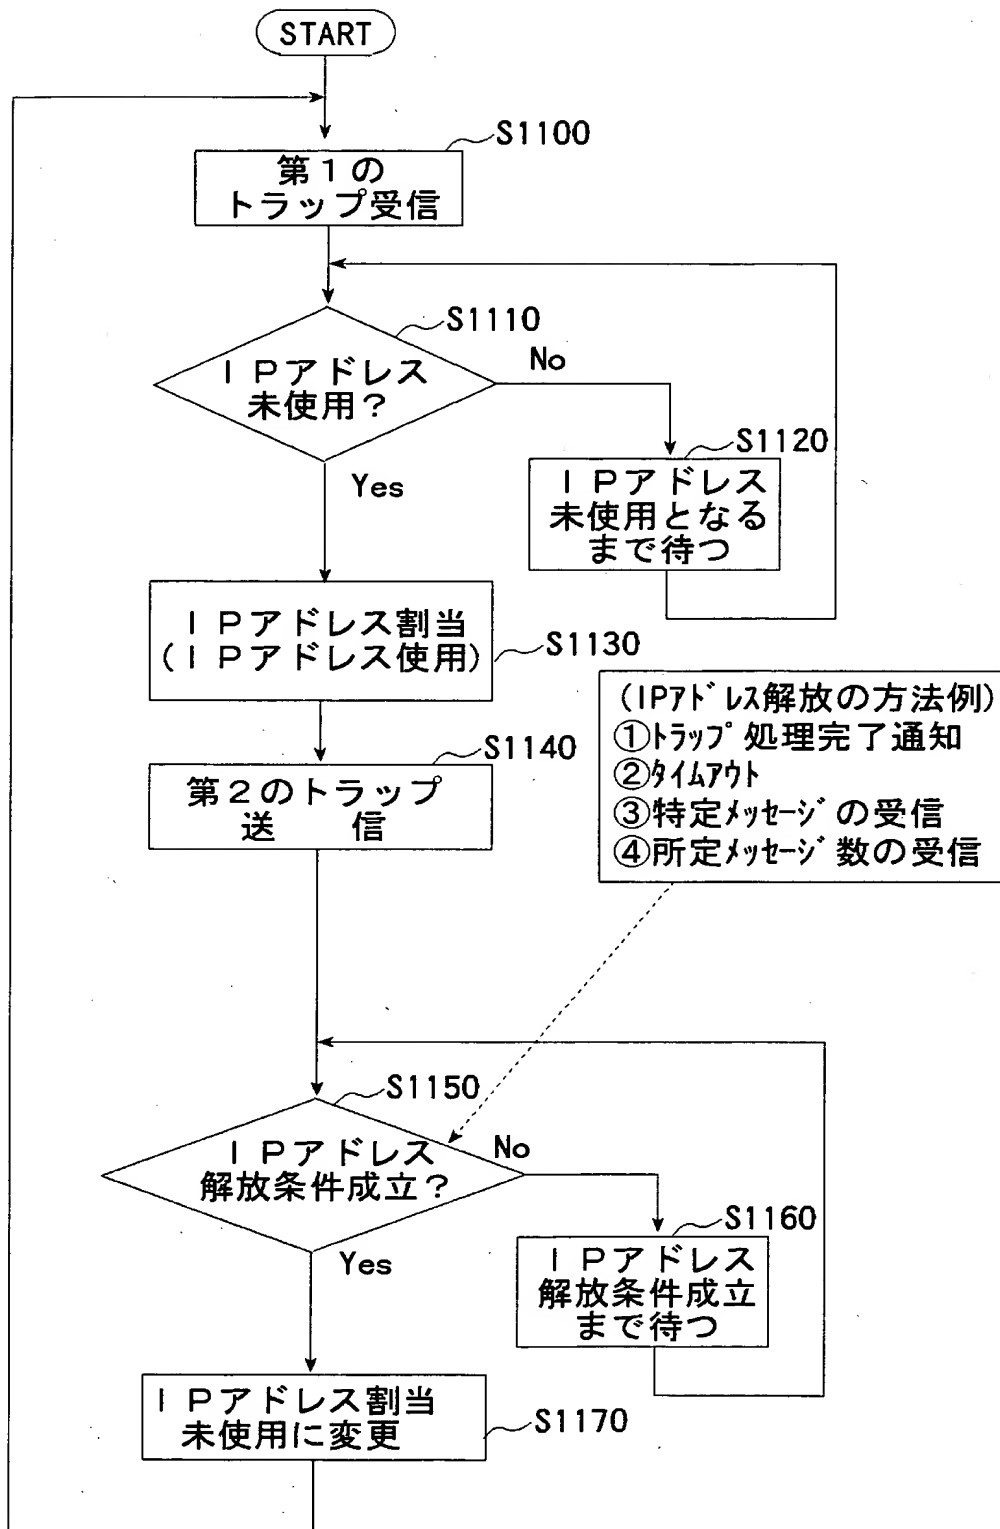 START
S1100
第１の
トラップ受信
S1110
ＩＰアドレス
未使用？
No
Yes
S1120
ＩＰアドレス
未使用となる
まで待つ
ＩＰアドレス割当
(ＩＰアドレス使用)
S1130
S1140
第２のトラップ
送　信
(IPｱﾄﾞﾚｽ解放の方法例)
①ﾄﾗｯﾌﾟ処理完了通知
②ﾀｲﾑｱｳﾄ
③特定ﾒｯｾｰｼﾞの受信
④所定ﾒｯｾｰｼﾞ数の受信
S1150
ＩＰアドレス
解放条件成立？
No
Yes
S1160
ＩＰアドレス
解放条件成立
まで待つ
ＩＰアドレス割当
未使用に変更
S1170